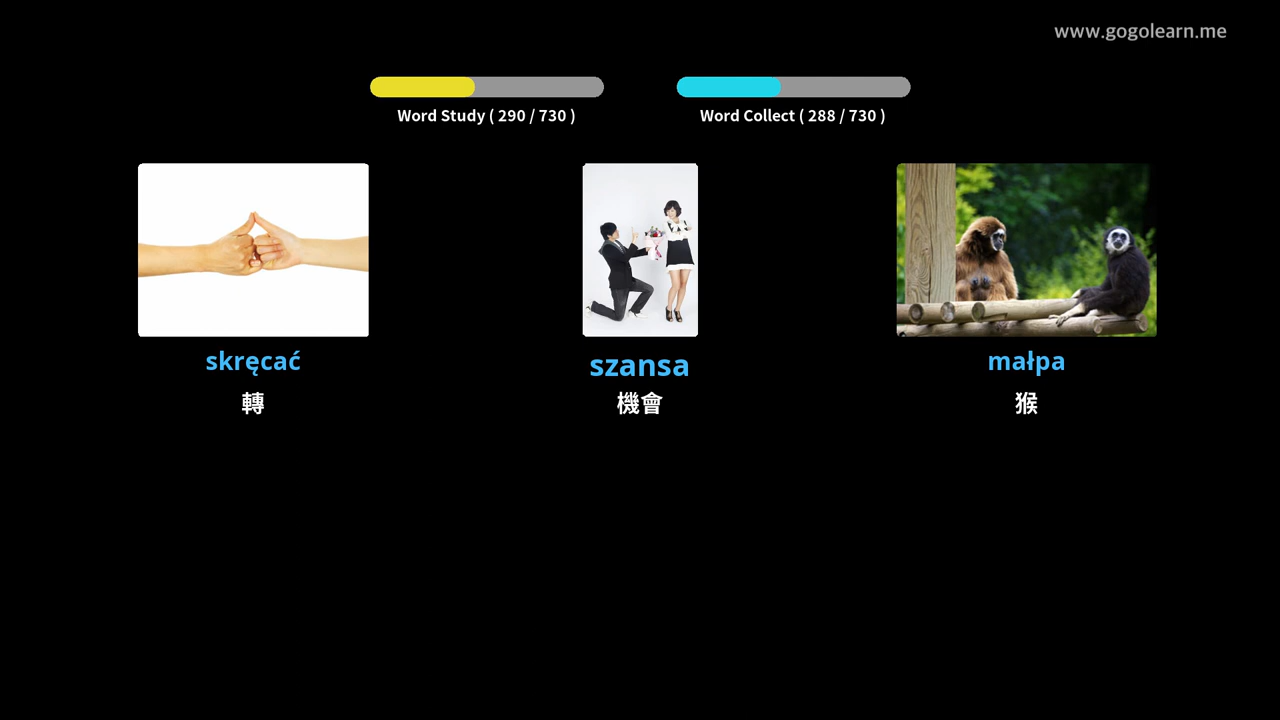 www.gogolearn.me
Word Study ( 290 / 730 )
Word Collect ( 288 / 730 )
skręcać
szansa
małpa
轉
機會
猴